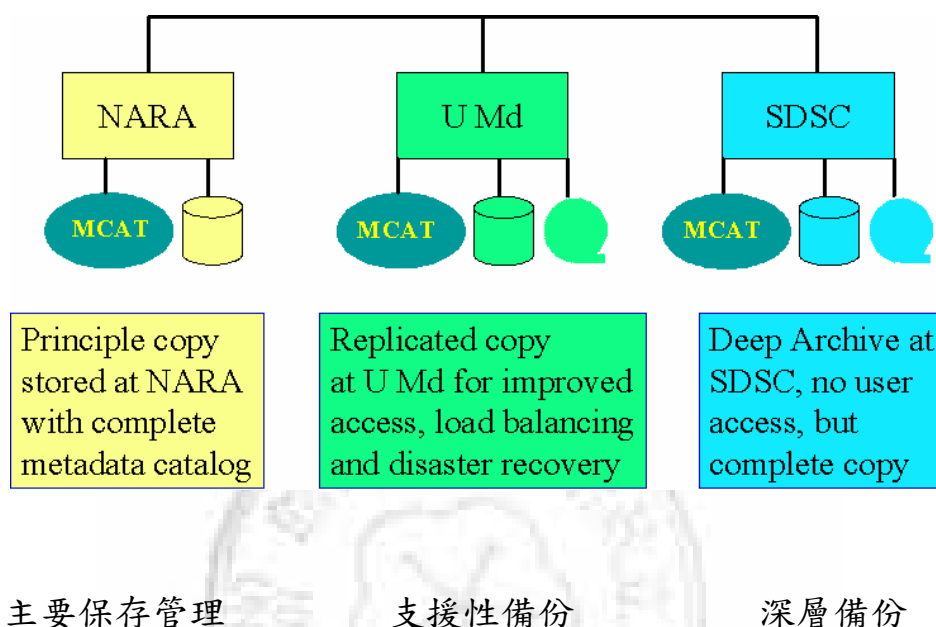 NARA
U Md
SDSC
MCAT
MCAT
MCAT
Principle copy
stored at NARA
with complete
metadata catalog
Replicated copy
at U Md for improved
access, load balancing
and disaster recovery
Deep Archive at
SDSC, no user
access, but
complete copy
主要保存管理
支援性備份
深層備份